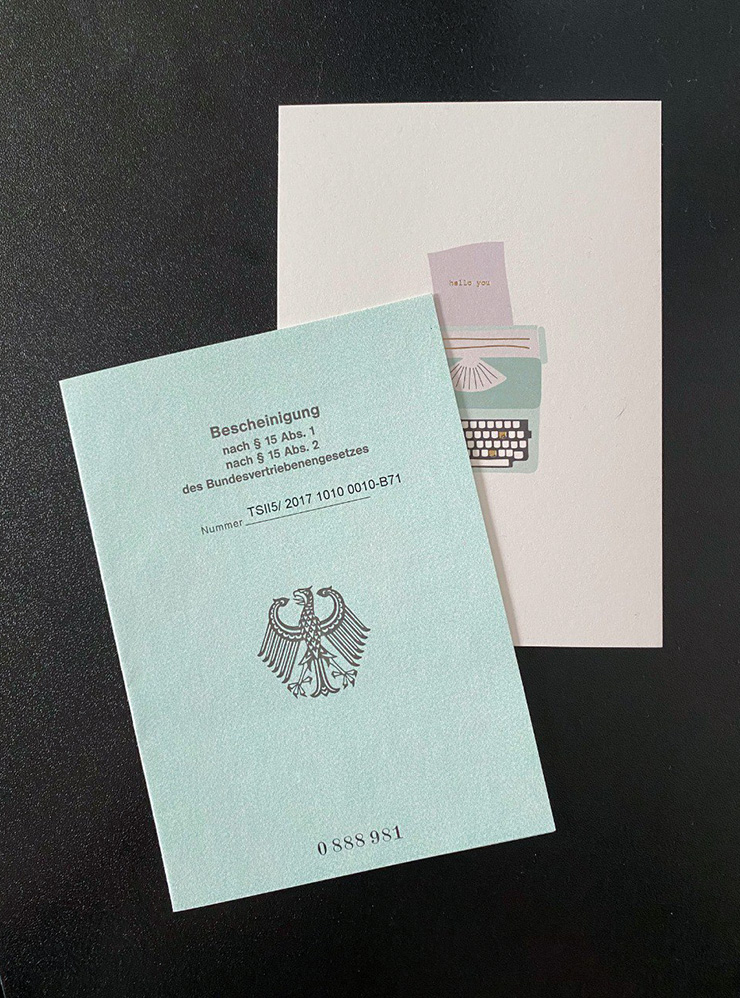 hello you
Bescheinigung
nach § 15 Abs. 1
nach § 15 Abs. 2
des Bundesvertriebenengesetzes
Nummer TSII5/ 2017 1010 0010-B71
0 888 981